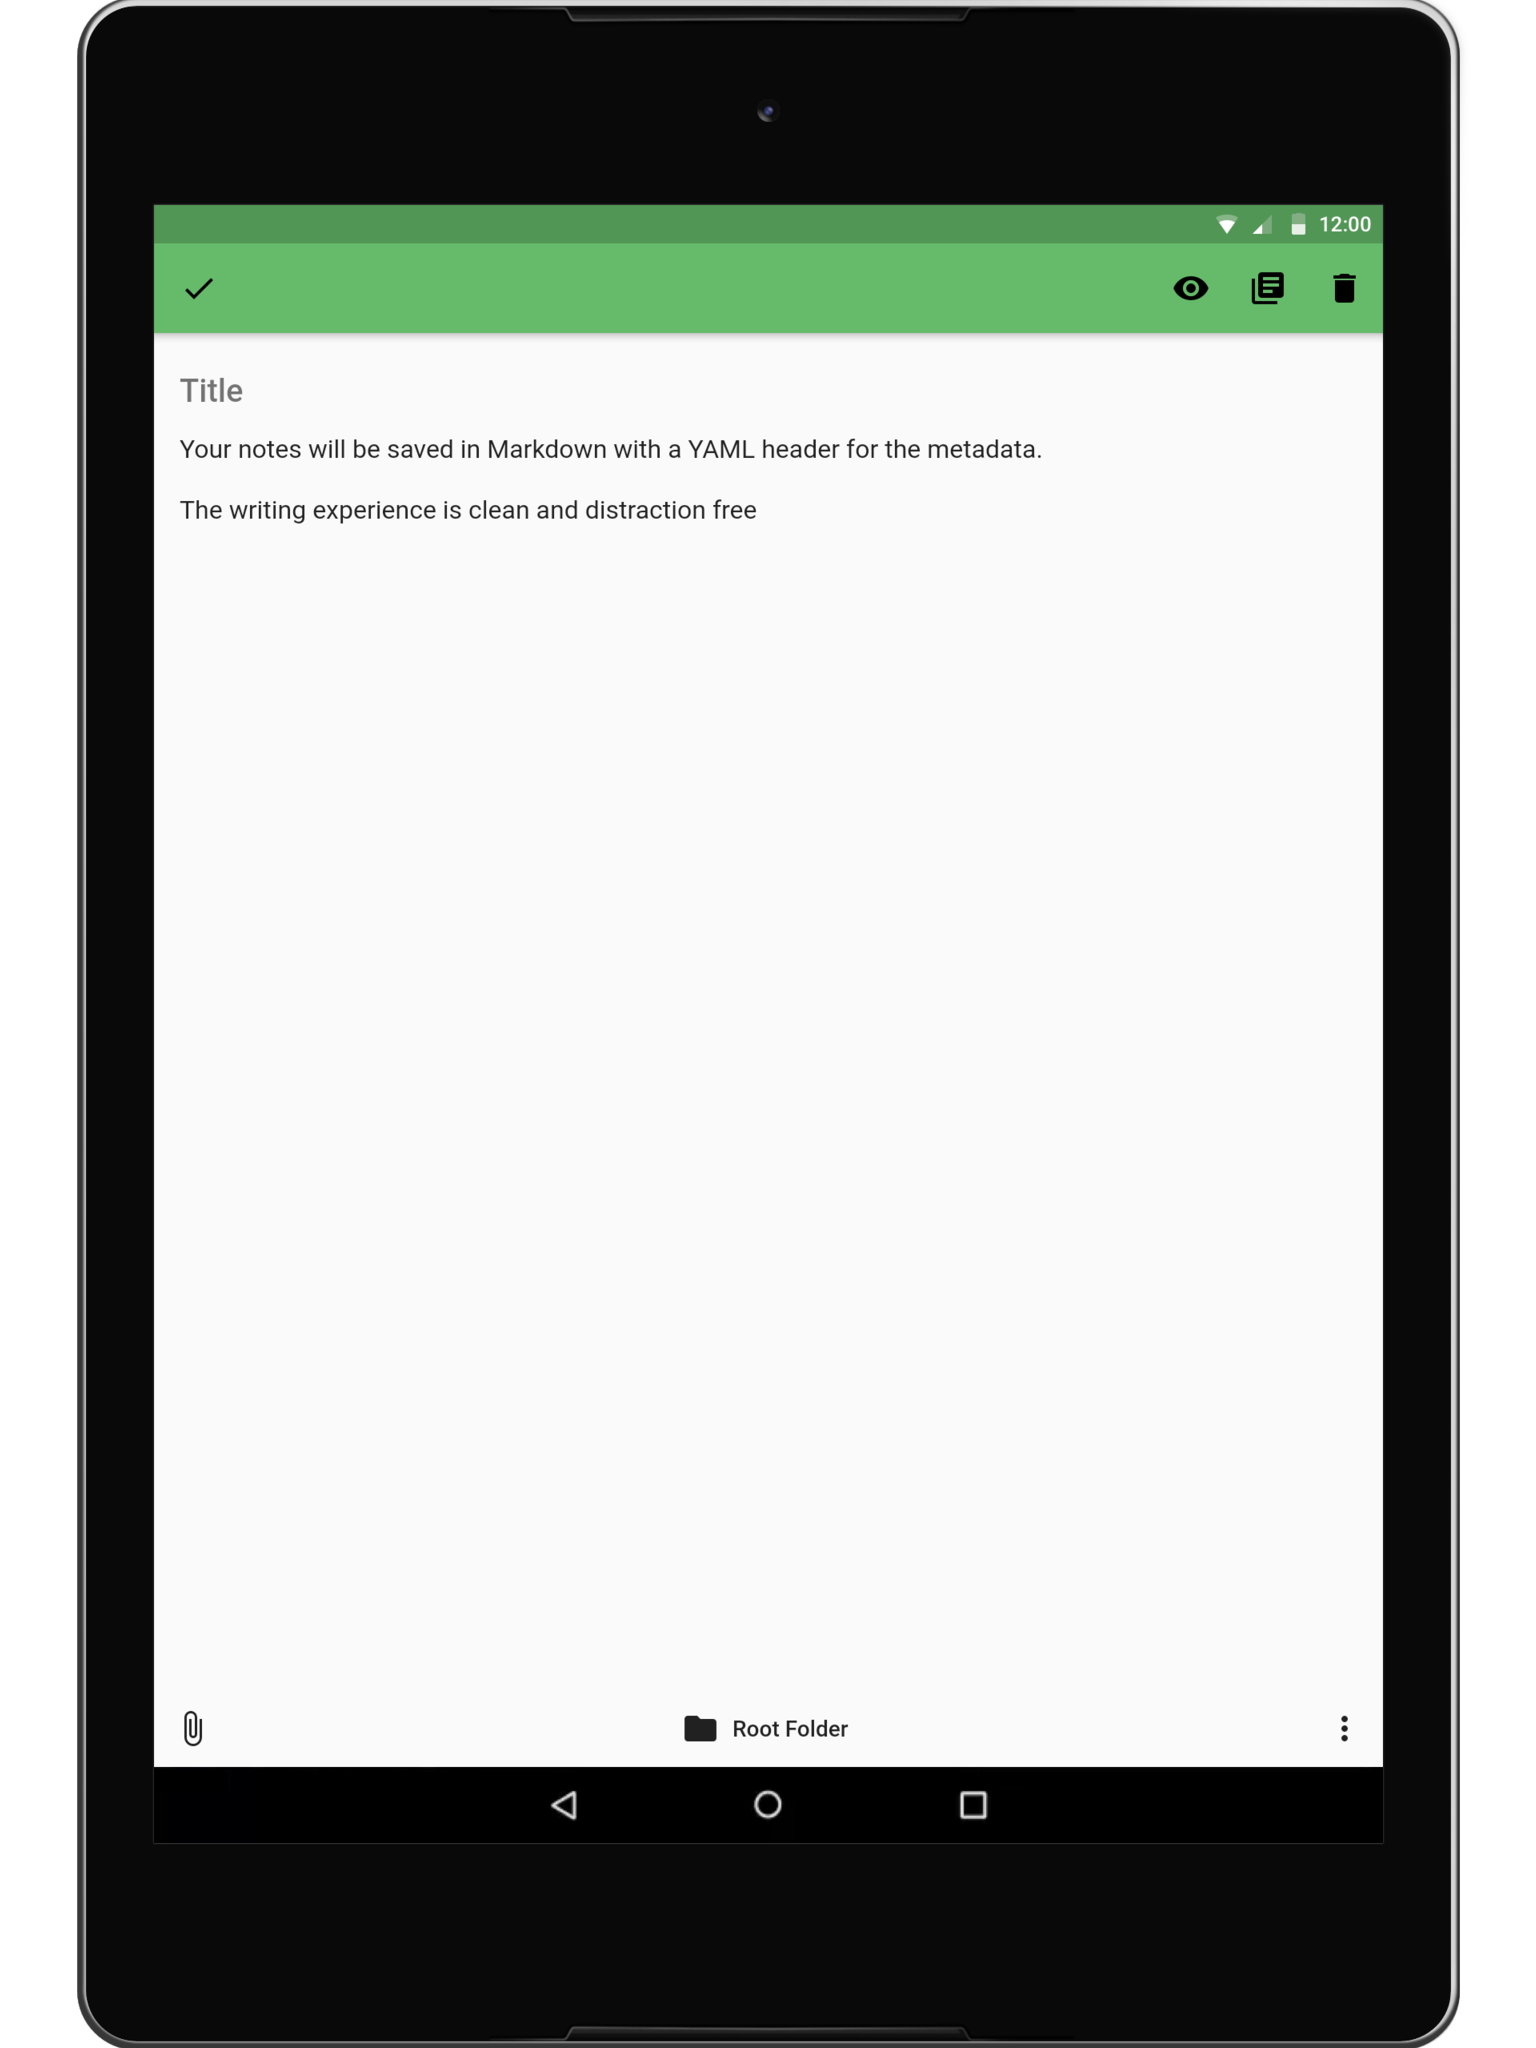 12:00
Title
Your notes will be saved in Markdown with a YAML header for the metadata.
The writing experience is clean and distraction free
Root Folder